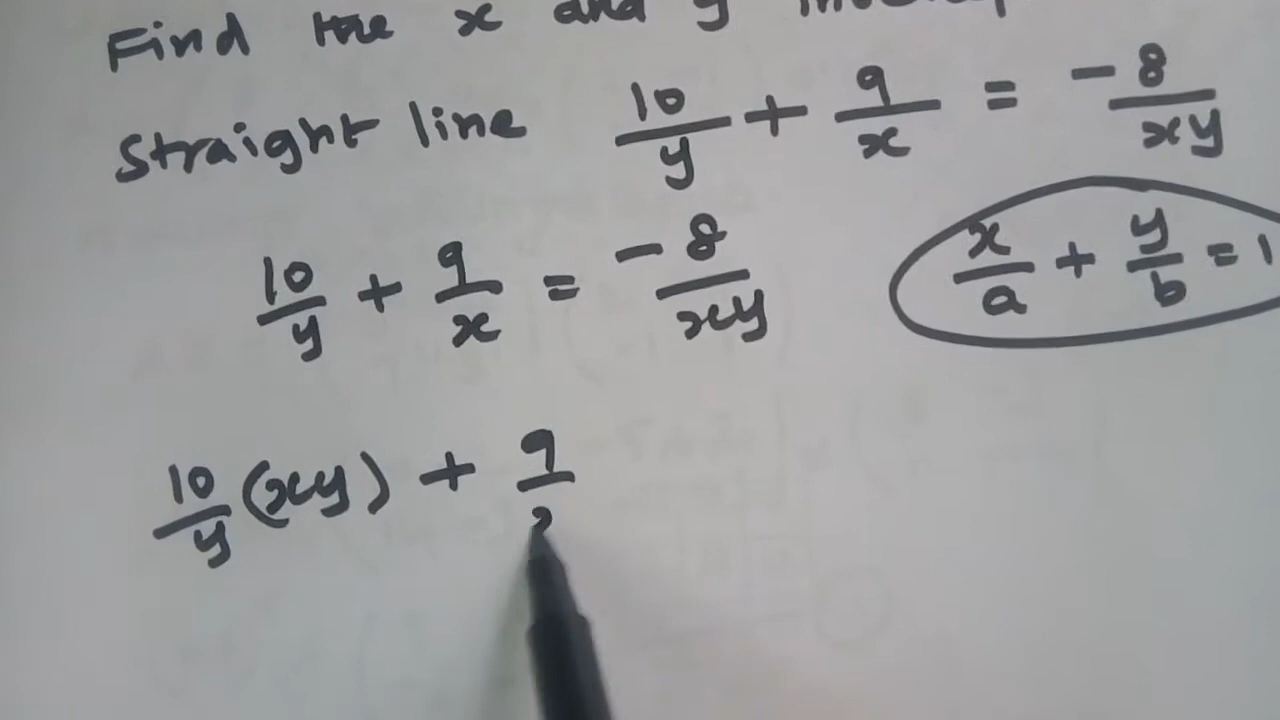 Find the x and y
Straight line 10/y + 9/x = -8/xy
10/y + 9/x = -8/xy
x/a + y/b = 1
10/y (xy) + 9/